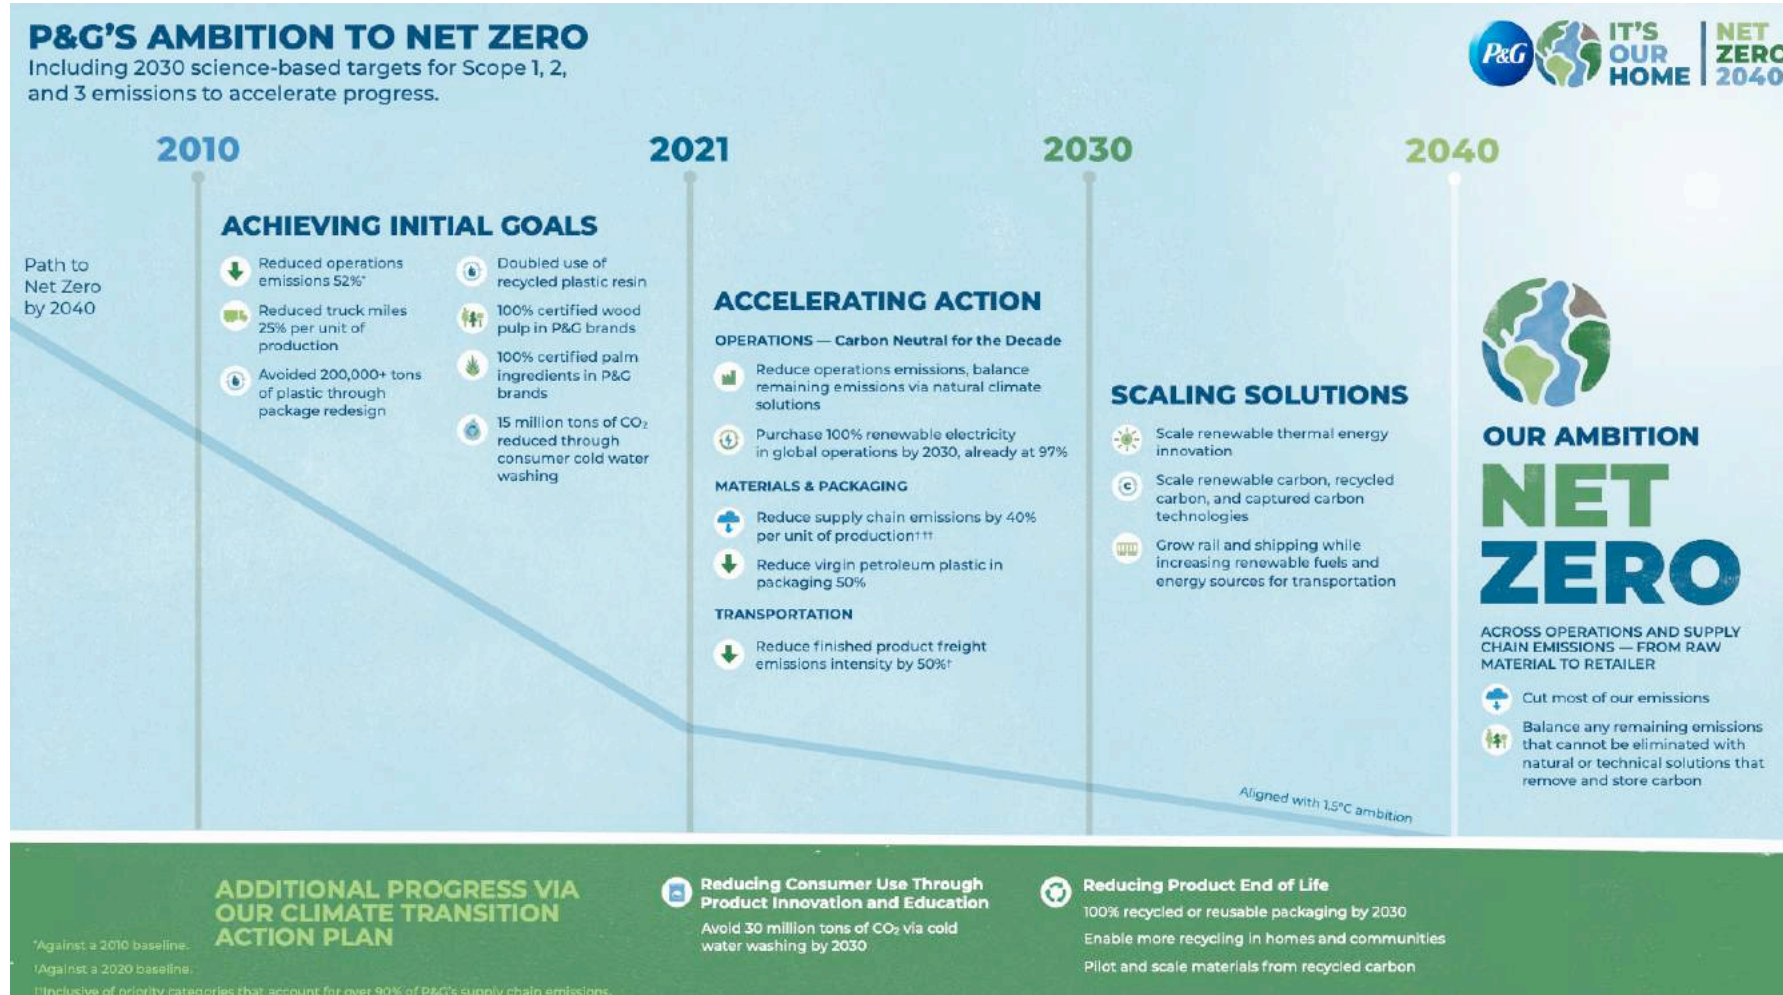 P&G'S AMBITION TO NET ZERO
Including 2030 science-based targets for Scope 1, 2,
and 3 emissions to accelerate progress.
P&G
IT'S
OUR
HOME
NET
ZERO
2040
2010
2021
2030
2040
Path to
Net Zero
by 2040
ACHIEVING INITIAL GOALS
Reduced operations
emissions 52%*
Reduced truck miles
25% per unit of
production
Avoided 200,000+ tons
of plastic through
package redesign
Doubled use of
recycled plastic resin
100% certified wood
pulp in P&G brands
100% certified palm
ingredients in P&G
brands
15 million tons of CO₂
reduced through
consumer cold water
washing
ACCELERATING ACTION
OPERATIONS — Carbon Neutral for the Decade
Reduce operations emissions, balance
remaining emissions via natural climate
solutions
Purchase 100% renewable electricity
in global operations by 2030, already at 97%
MATERIALS & PACKAGING
Reduce supply chain emissions by 40%
per unit of production†††
Reduce virgin petroleum plastic in
packaging 50%
TRANSPORTATION
Reduce finished product freight
emissions intensity by 50%†
SCALING SOLUTIONS
Scale renewable thermal energy
innovation
C
Scale renewable carbon, recycled
carbon, and captured carbon
technologies
Grow rail and shipping while
increasing renewable fuels and
energy sources for transportation
OUR AMBITION
NET
ZERO
ACROSS OPERATIONS AND SUPPLY
CHAIN EMISSIONS — FROM RAW
MATERIAL TO RETAILER
Cut most of our emissions
Balance any remaining emissions
that cannot be eliminated with
natural or technical solutions that
remove and store carbon
Aligned with 1.5°C ambition
ADDITIONAL PROGRESS VIA
OUR CLIMATE TRANSITION
ACTION PLAN
*Against a 2010 baseline.
†Against a 2020 baseline.
††Inclusive of priority categories that account for over 90% of P&G's supply chain emissions.
Reducing Consumer Use Through
Product Innovation and Education
Avoid 30 million tons of CO₂ via cold
water washing by 2030
Reducing Product End of Life
100% recycled or reusable packaging by 2030
Enable more recycling in homes and communities
Pilot and scale materials from recycled carbon